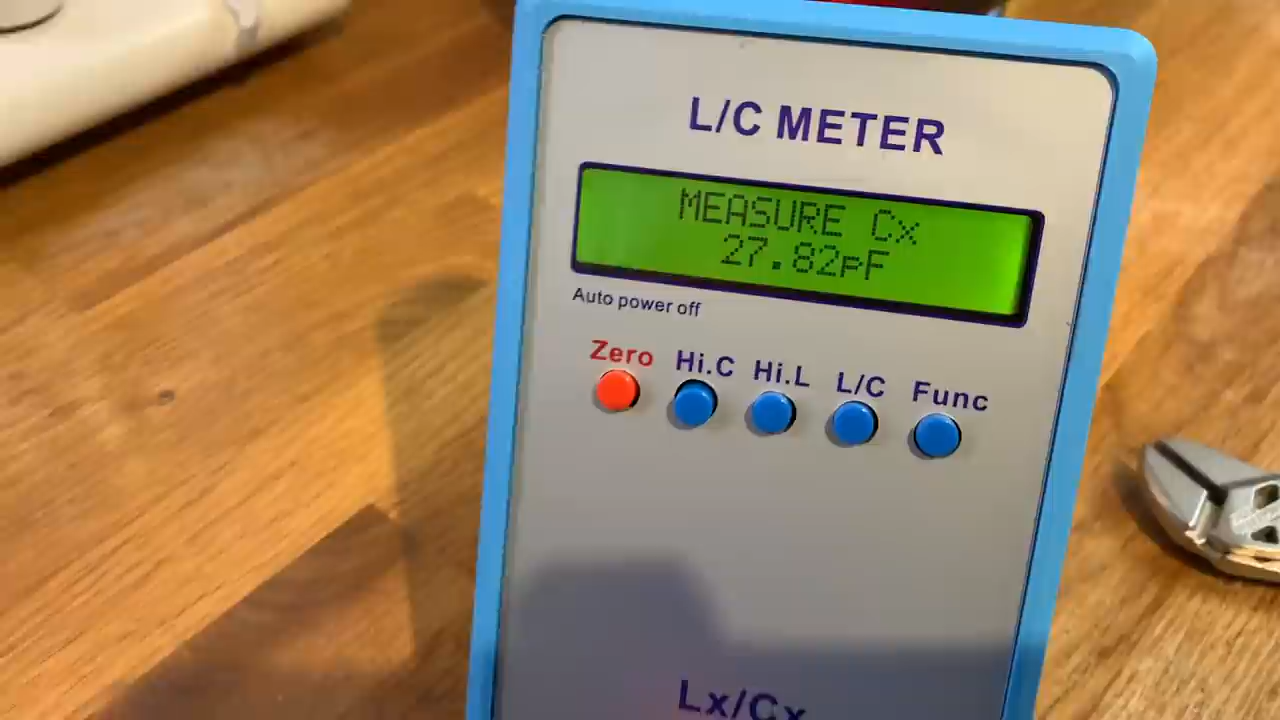 L/C METER
MEASURE Cx
27.82pF
Auto power off
Zero Hi.C Hi.L L/C Func
Lx/Cx